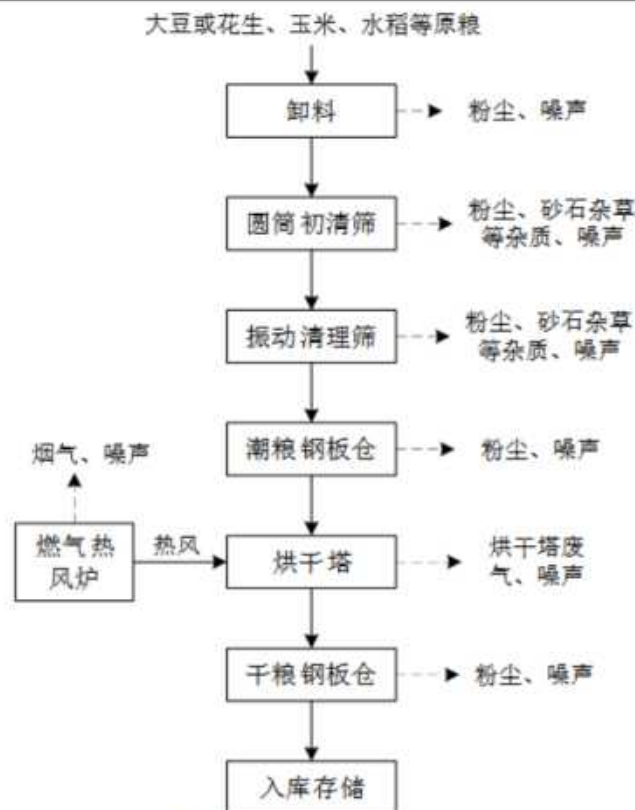 大豆或花生、玉米、水稻等原粮
卸料
粉尘、噪声
圆筒初清筛
粉尘、砂石杂草
等杂质、噪声
振动清理筛
粉尘、砂石杂草
等杂质、噪声
潮粮钢板仓
粉尘、噪声
烟气、噪声
燃气热
风炉
热风
烘干塔
烘干塔废
气、噪声
干粮钢板仓
粉尘、噪声
入库存储